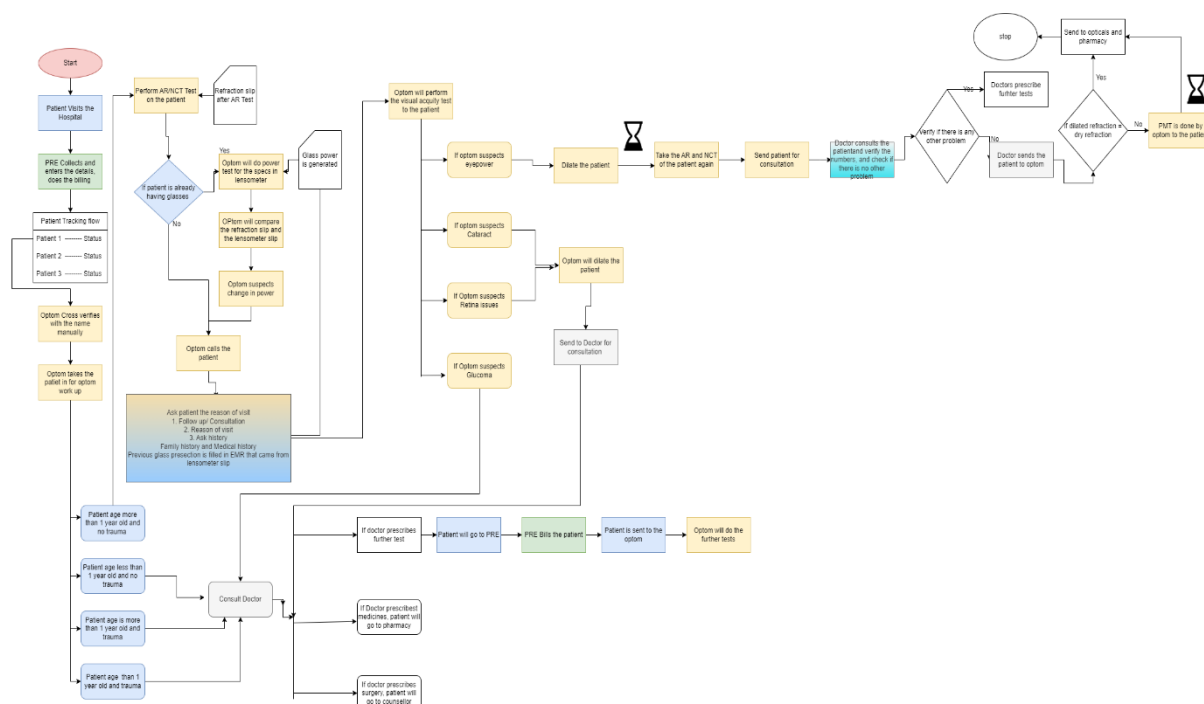 Start
Patient Visits the
Hospital
PRE Collects and
enters the details,
does the billing
Patient Tracking flow
Patient 1 -------- Status
Patient 2 -------- Status
Patient 3 -------- Status
Optom Cross verifies
with the name
manually
Optom takes the
patiet in for optom
work up
Patient age more
than 1 year old and
no trauma
Patient age less than
1 year old and no
trauma
Patient age is more
than 1 year old and
trauma
Patient age than 1
year old and trauma
Perform AR/NCT Test
on the patient
Refraction slip
after AR Test
If patient is already
having glasses
Yes
No
Optom will do power
test for the specs in
lensometer
Glass power is
generated
OPtom will compare
the refraction slip and
the lensometer slip
Optom suspects
change in power
Optom calls the
patient
Ask patient the reason of visit
1. Follow up/ Consultation
2. Reason of visit
3. Ask history
Family history and Medical history
Previous glass presection is filled in EMR that came from
lensometer slip
Optom will perform
the visual acquity test
to the patient
If optom suspects
eyepower
Dilate the patient
Take the AR and NCT
of the patient again
Send patient for
consultation
Doctor consults the
patientand verify the
numbers, and check if
there is no other
problem
Verify if there is any
other problem
Yes
Doctors prescribe
furhter tests
No
Doctor sends the
patient to optom
If dilated refraction =
dry refraction
Yes
Send to opticals and
pharmacy
stop
No
PMT is done by
optom to the patient
If optom suspects
Cataract
If Optom suspects
Retina issues
Optom will dilate the
patient
Send to Doctor for
consultation
If Optom suspects
Glucoma
Consult Doctor
If doctor prescribes
further test
Patient will go to PRE
PRE Bills the patient
Patient is sent to the
optom
Optom will do the
further tests
If Doctor prescribest
medicines, patient will
go to pharmacy
If doctor prescribes
surgery, patient will
go to counsellor